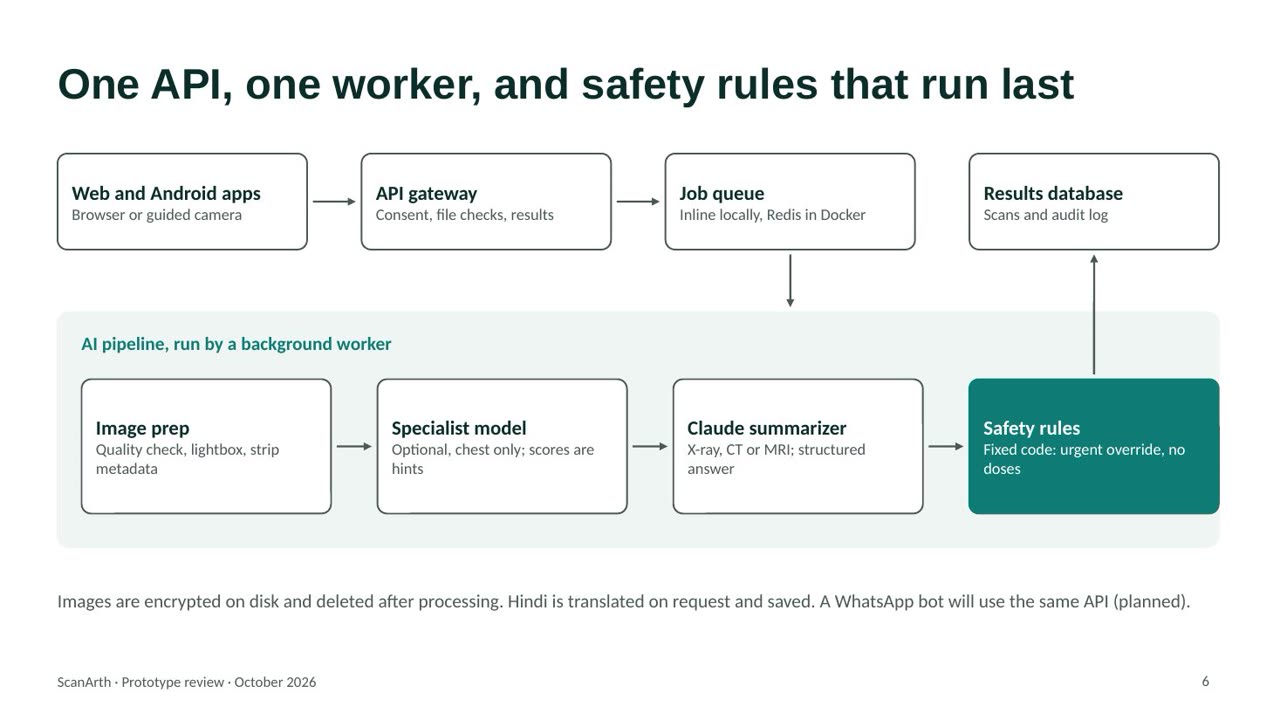 One API, one worker, and safety rules that run last
Web and Android apps
Browser or guided camera
API gateway
Consent, file checks, results
Job queue
Inline locally, Redis in Docker
Results database
Scans and audit log
AI pipeline, run by a background worker
Image prep
Quality check, lightbox, strip
metadata
Specialist model
Optional, chest only; scores are
hints
Claude summarizer
X-ray, CT or MRI; structured
answer
Safety rules
Fixed code: urgent override, no
doses
Images are encrypted on disk and deleted after processing. Hindi is translated on request and saved. A WhatsApp bot will use the same API (planned).
ScanArth · Prototype review · October 2026
6